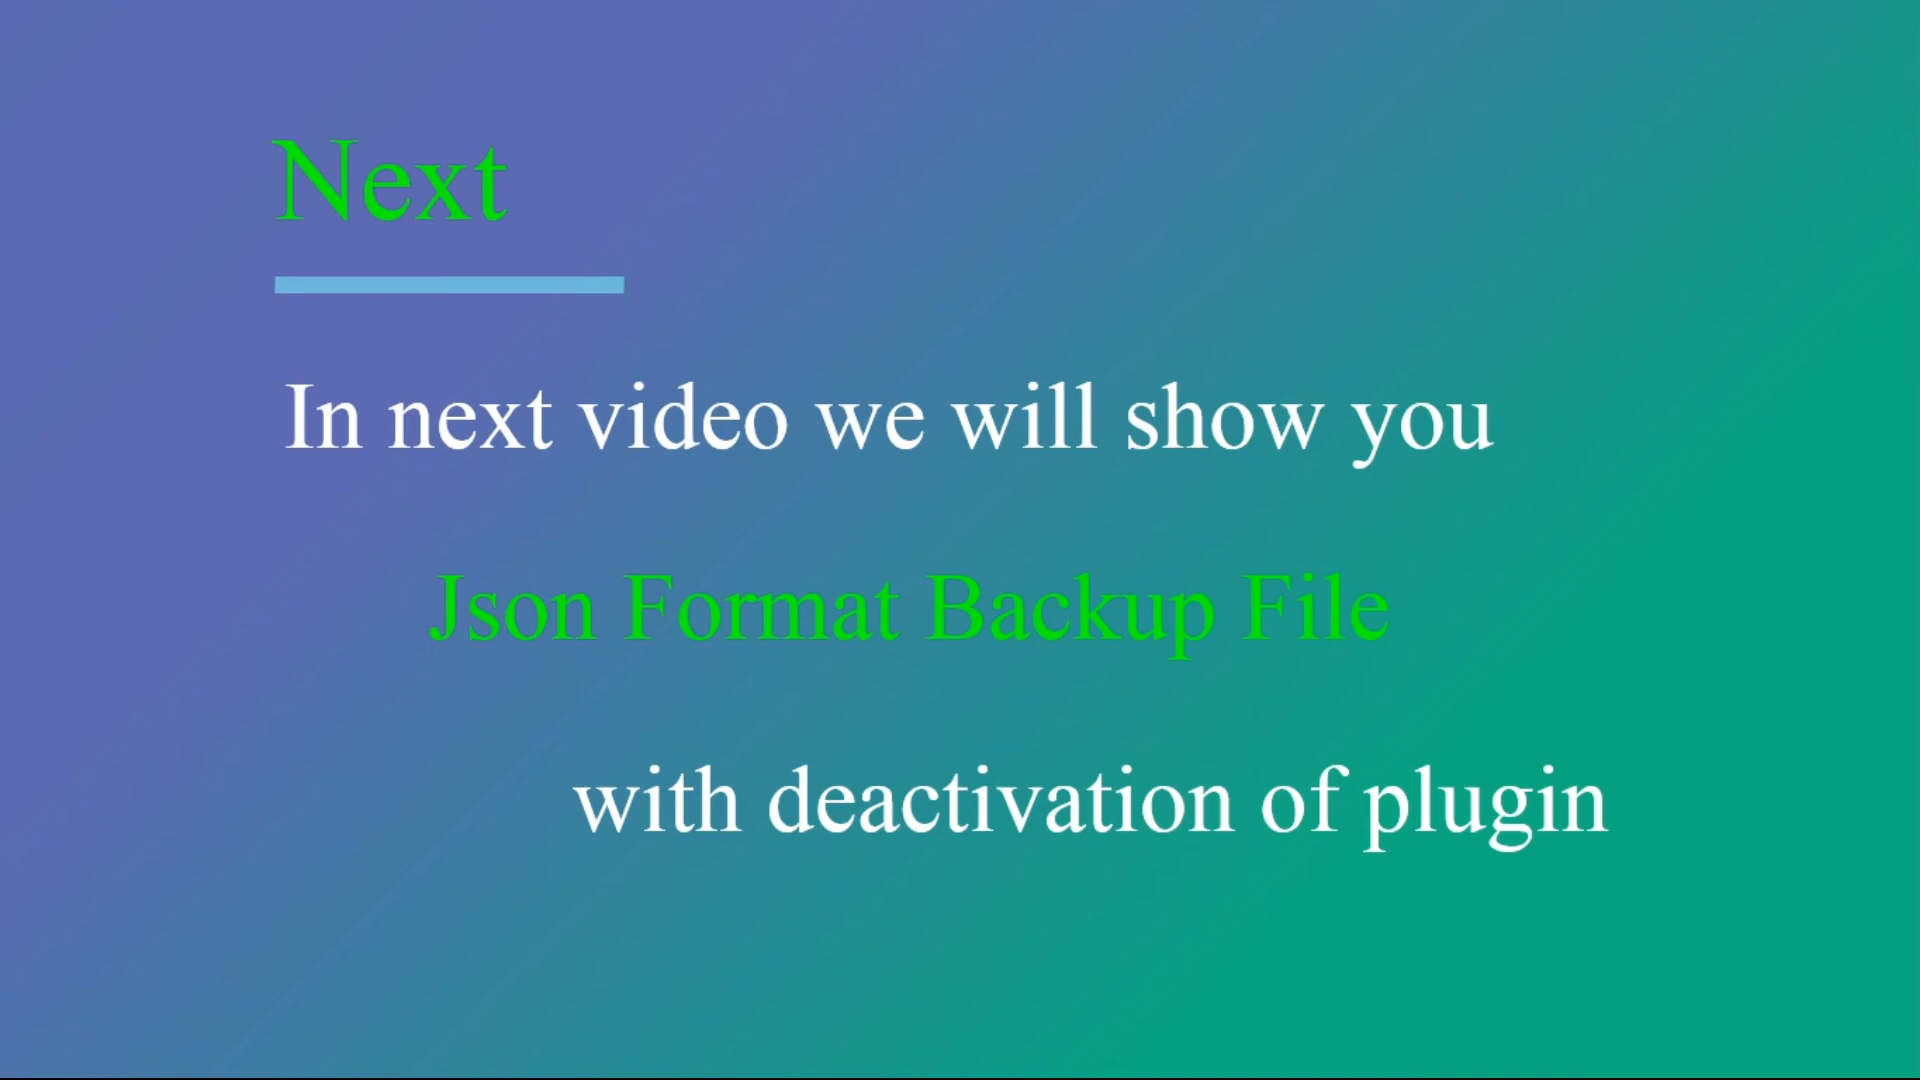 Next
In next video we will show you
Json Format Backup File
with deactivation of plugin